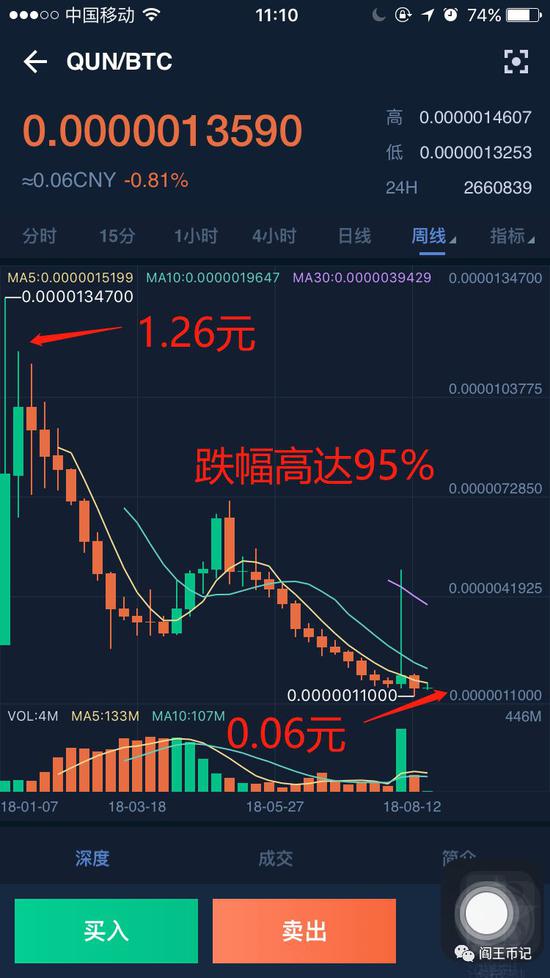 中国移动 11:10 74%
QUN/BTC
0.0000013590
≈0.06CNY -0.81%
高 0.0000014607
低 0.0000013253
24H 2660839
分时 15分 1小时 4小时 日线 周线 指标
MA5:0.0000015199 MA10:0.0000019647 MA30:0.0000039429 0.0000134700
0.0000134700
1.26元
0.0000103775
跌幅高达95%
0.0000072850
0.0000041925
0.0000011000 0.0000011000
VOL:4M MA5:133M MA10:107M 446M
0.06元
18-01-07 18-03-18 18-05-27 18-08-12
深度 成交 简介
买入 卖出
阎王币记